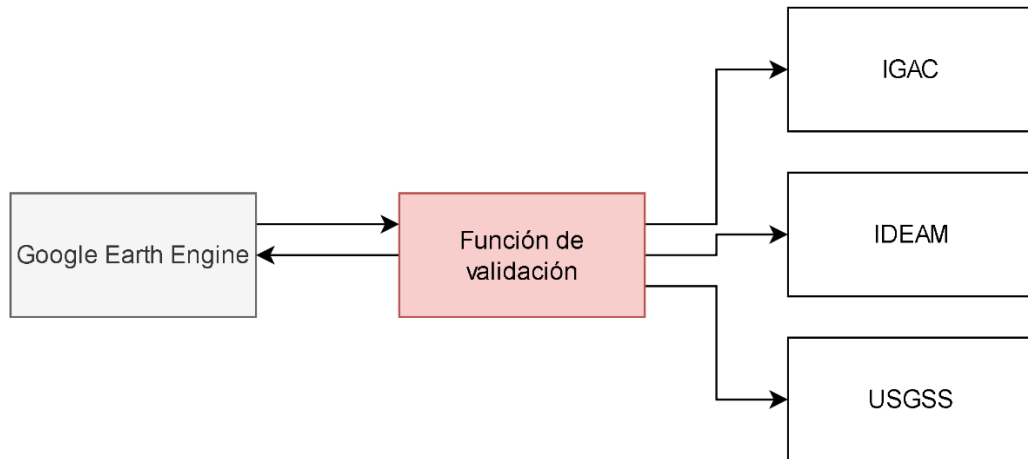 IGAC
Google Earth Engine
Función de
validación
IDEAM
USGSS